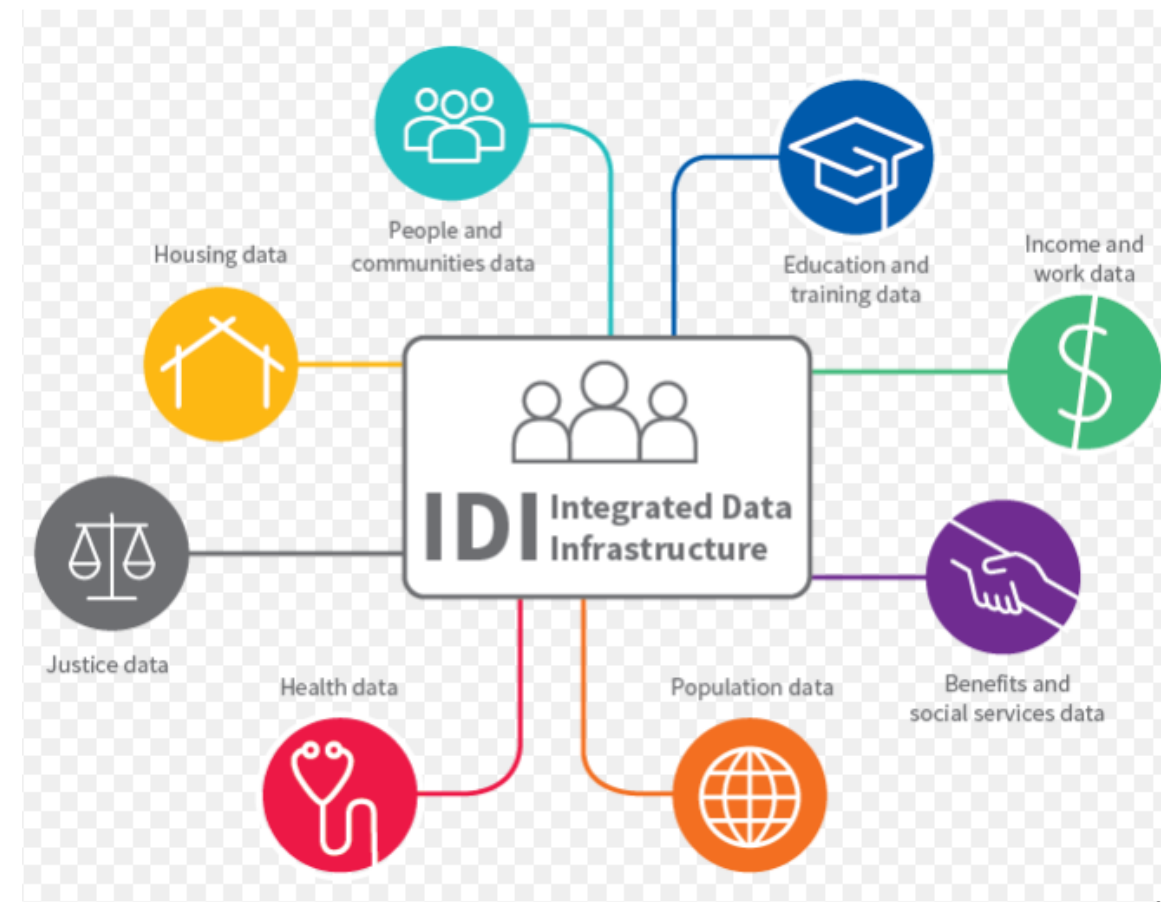 People and
communities data
Education and
training data
Housing data
Income and
work data
IDI Integrated Data
Infrastructure
Justice data
Health data
Population data
Benefits and
social services data